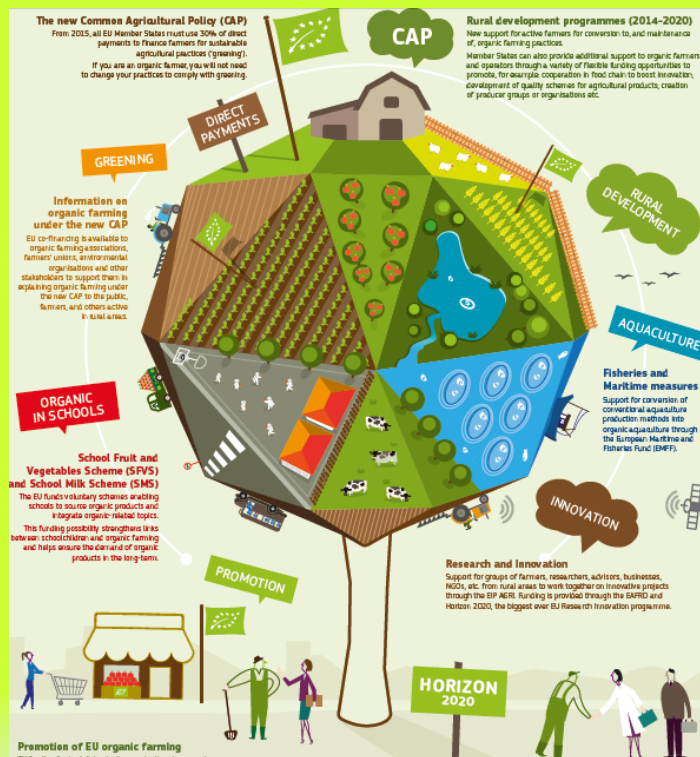 The new Common Agricultural Policy (CAP)
From 2015, all EU Member States must use 30% of direct
payments to finance farmers for sustainable
agricultural practices ('greening').
If you are an organic farmer, you will not need
to change your practices to comply with greening.
CAP
Rural development programmes (2014-2020)
New support for active farmers for conversion to, and maintenance
of, organic farming practices.
Member States can also provide additional support to organic farmers
and operators through a variety of flexible funding opportunities to
promote, for example: cooperation in food chain to boost innovation;
development of quality schemes for agricultural products; creation
of producer groups or organisations etc.
DIRECT
PAYMENTS
GREENING
RURAL
DEVELOPMENT
Information on
organic farming
under the new CAP
EU co-financing is available to
organic farming associations,
farmers' unions, environmental
organisations and other
stakeholders to support them in
explaining organic farming under
the new CAP to the public,
farmers, and others active
in rural areas.
AQUACULTURE
Fisheries and
Maritime measures
Support for conversion of
conventional aquaculture
production methods into
organic aquaculture through
the European Maritime and
Fisheries Fund (EMFF).
ORGANIC
IN SCHOOLS
School Fruit and
Vegetables Scheme (SFVS)
and School Milk Scheme (SMS)
The EU funds voluntary schemes enabling
schools to source organic products and
integrate organic-related topics.
This funding possibility strengthens links
between schoolchildren and organic farming
and helps ensure the demand of organic
products in the long-term.
INNOVATION
Research and Innovation
Support for groups of farmers, researchers, advisors, businesses,
NGOs, etc. from rural areas to work together on innovative projects
through the EIP AGRI. Funding is provided through the EAFRD and
Horizon 2020, the biggest ever EU Research Innovation programme.
PROMOTION
HORIZON
2020
Promotion of EU organic farming